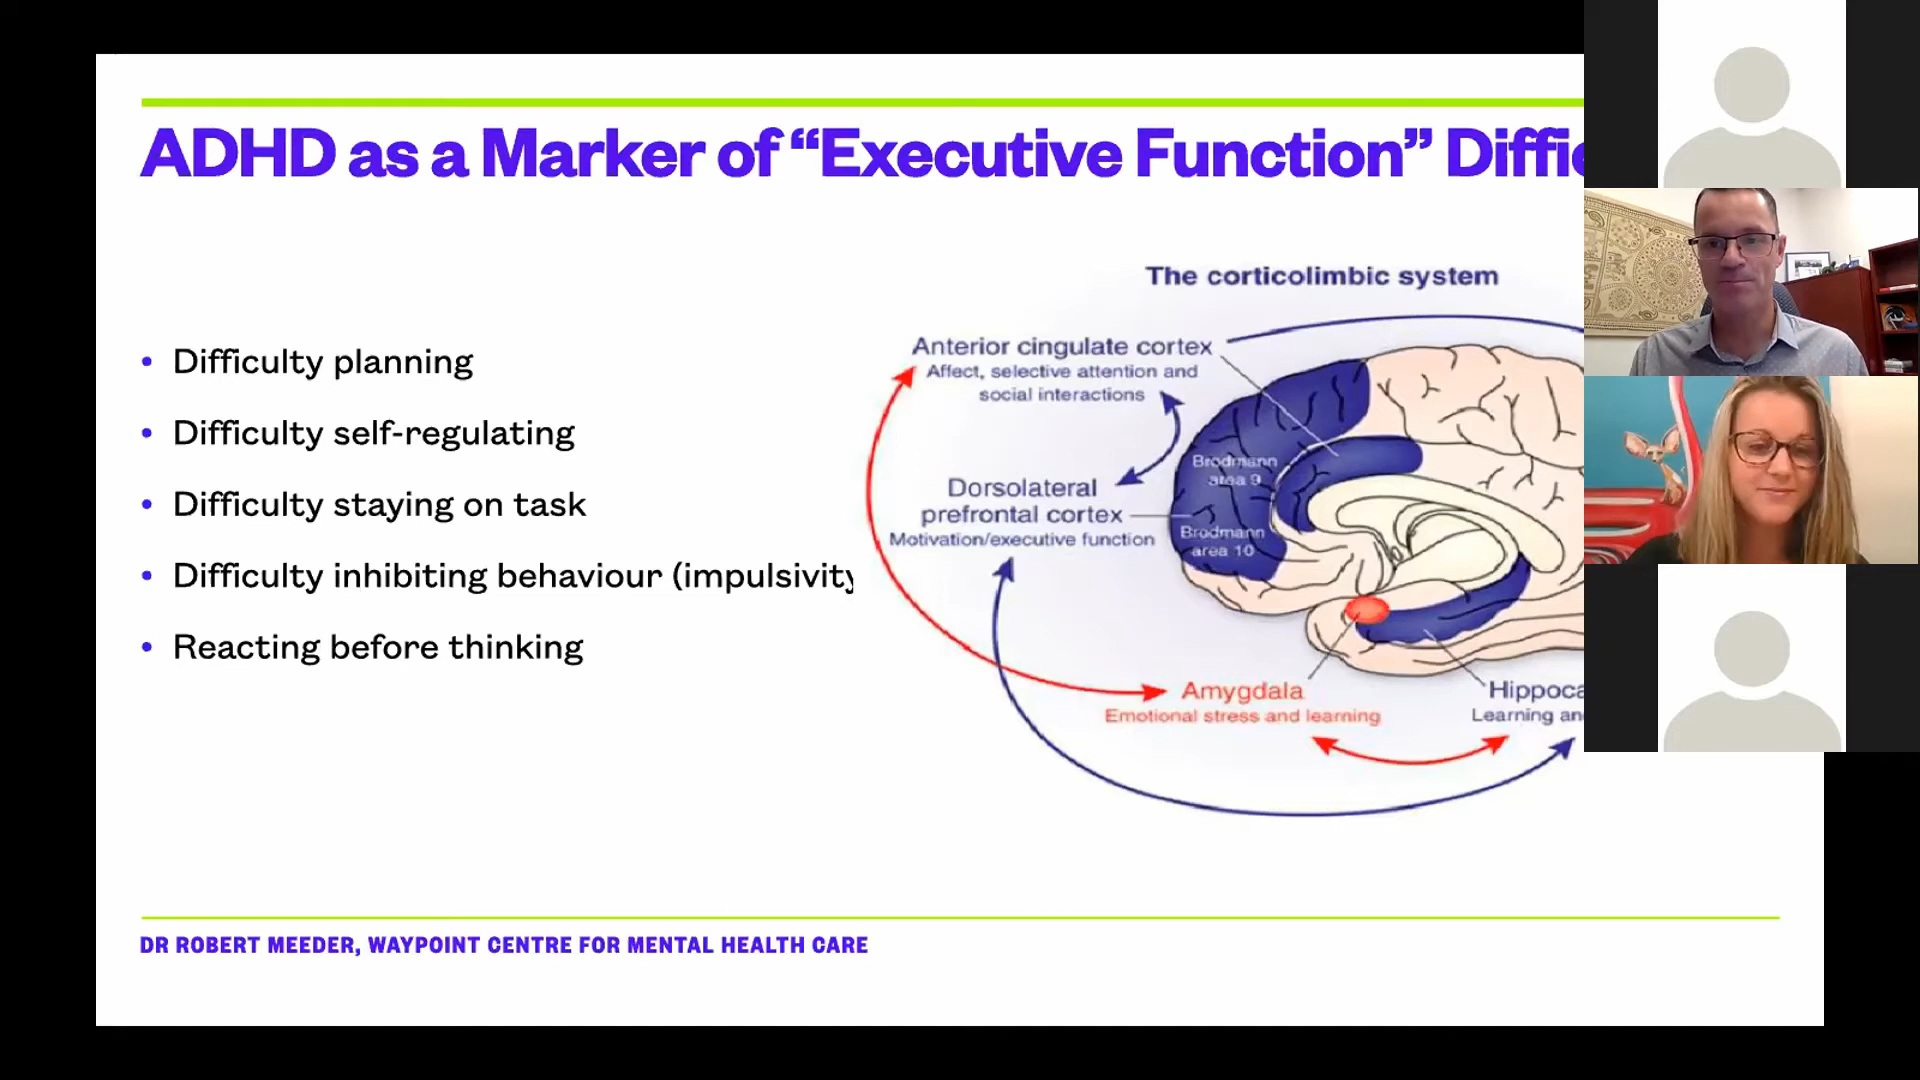 ADHD as a Marker of “Executive Function”
• Difficulty planning
• Difficulty self-regulating
• Difficulty staying on task
• Difficulty inhibiting behaviour (impulsivity
• Reacting before thinking
The corticolimbic system
Anterior cingulate cortex
Affect, selective attention and
social interactions
Brodmann
area 9
Dorsolateral
prefrontal cortex
Motivation/executive function
Brodmann
area 10
Amygdala
Emotional stress and learning
Learning
DR ROBERT MEEDER, WAYPOINT CENTRE FOR MENTAL HEALTH CARE